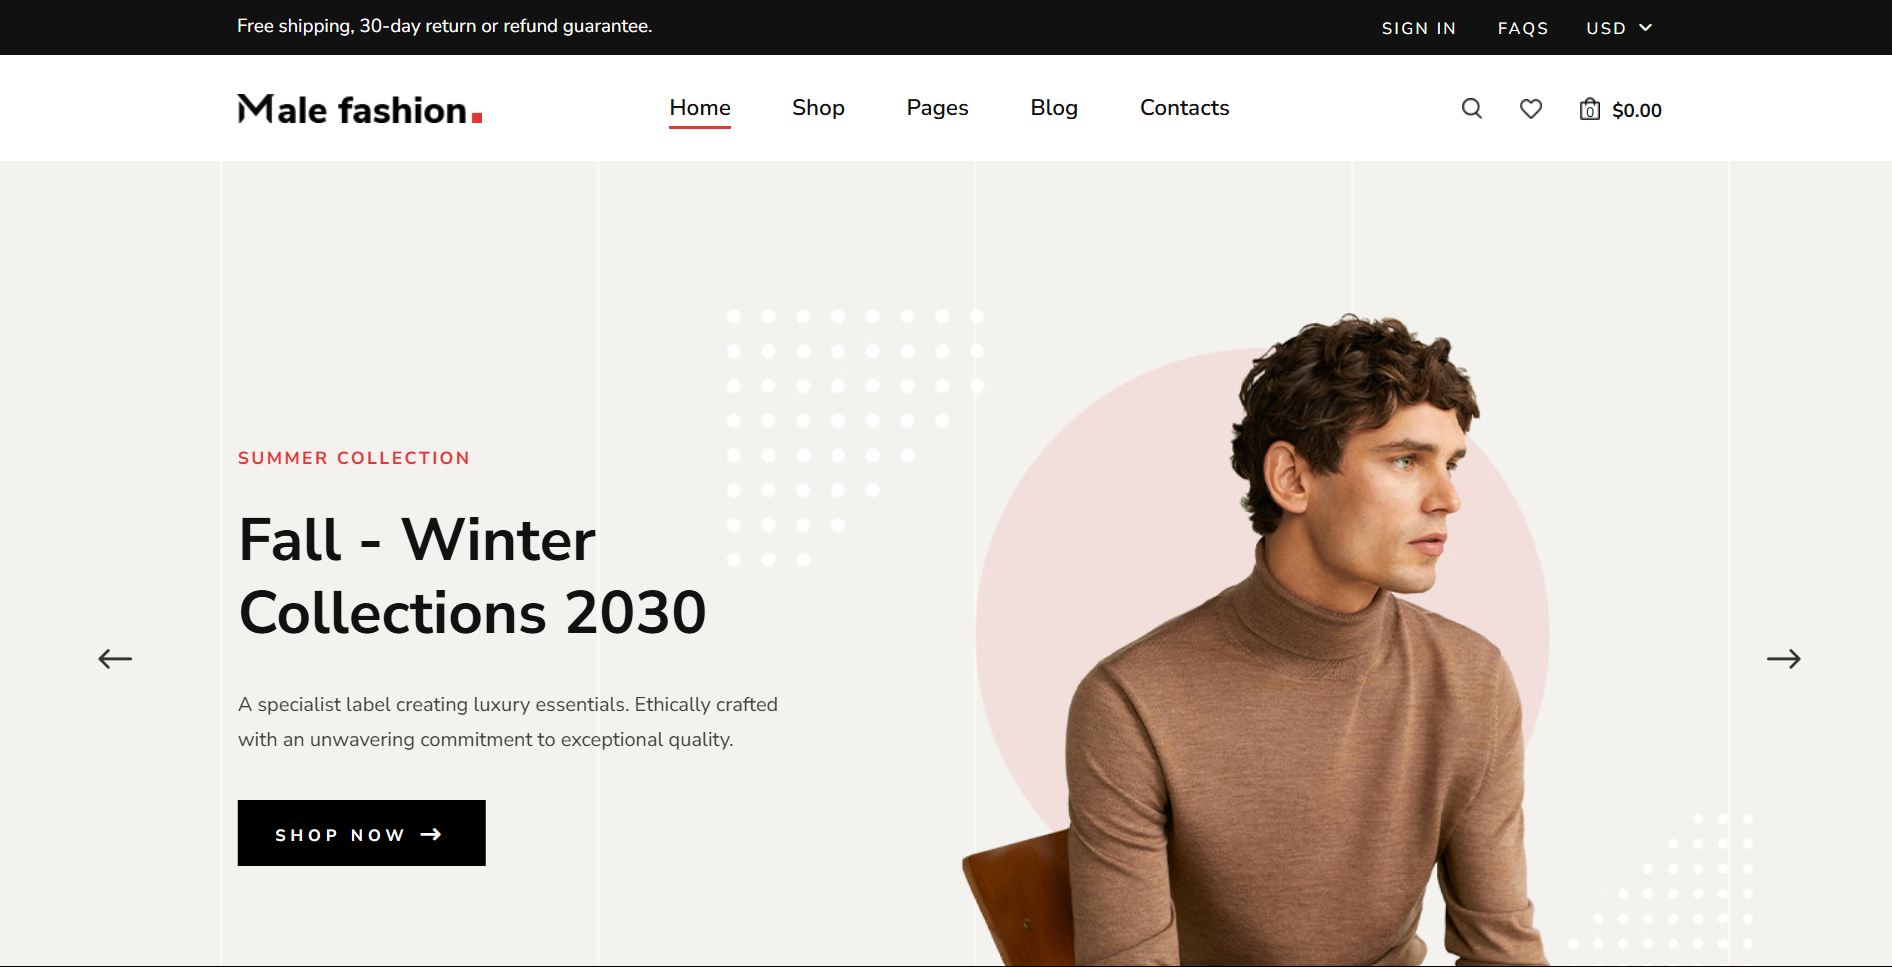 Free shipping, 30-day return or refund guarantee.
SIGN IN FAQS USD
Male fashion.
Home Shop Pages Blog Contacts
0 $0.00
SUMMER COLLECTION
Fall - Winter
Collections 2030
A specialist label creating luxury essentials. Ethically crafted
with an unwavering commitment to exceptional quality.
SHOP NOW